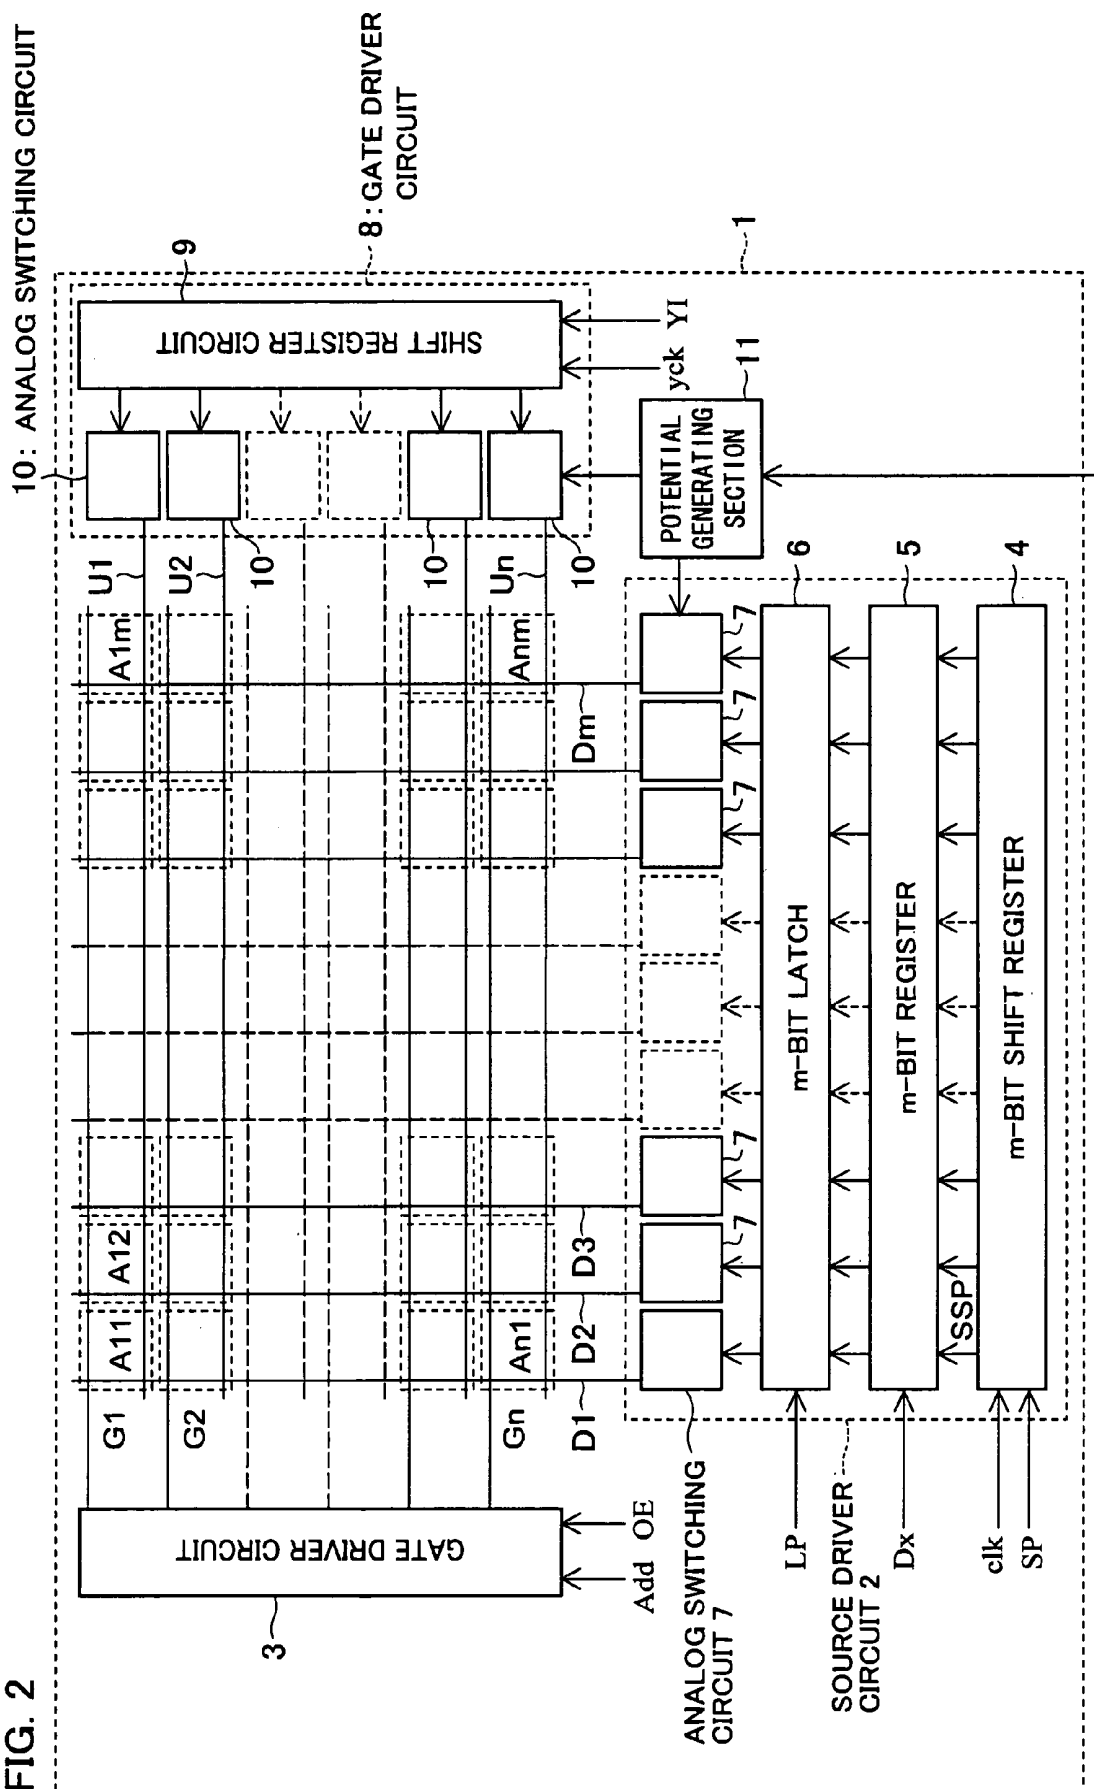 FIG. 2
10: ANALOG SWITCHING CIRCUIT
8: GATE DRIVER
CIRCUIT
9
1
3
GATE DRIVER CIRCUIT
Add
OE
G1
G2
Gn
A11
A12
A1m
An1
Anm
U1
U2
Un
10
10
10
SHIFT REGISTER CIRCUIT
yck
YI
D1
D2
D3
Dm
POTENTIAL
GENERATING
SECTION
11
ANALOG SWITCHING
CIRCUIT 7
7
7
7
7
7
LP
m-BIT LATCH
6
SOURCE DRIVER
CIRCUIT 2
Dx
m-BIT REGISTER
5
SSP
clk
SP
m-BIT SHIFT REGISTER
4